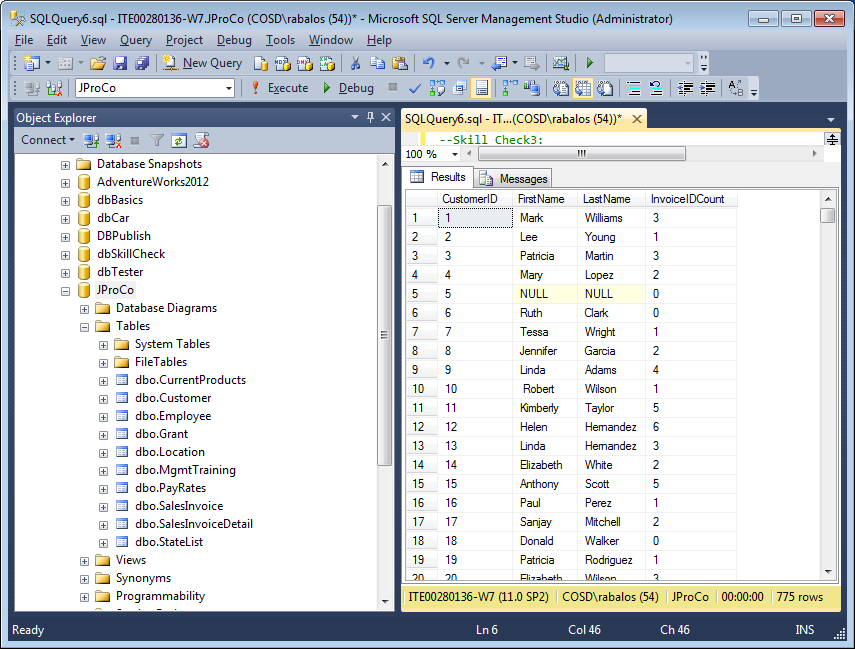 SQLQuery6.sql - ITE00280136-W7.JProCo (COSD\rabalos (54))* - Microsoft SQL Server Management Studio (Administrator)
File Edit View Query Project Debug Tools Window Help
New Query
JProCo Execute Debug
Object Explorer
Connect
Database Snapshots
AdventureWorks2012
dbBasics
dbCar
DBPublish
dbSkillCheck
dbTester
JProCo
Database Diagrams
Tables
System Tables
FileTables
dbo.CurrentProducts
dbo.Customer
dbo.Employee
dbo.Grant
dbo.Location
dbo.MgmtTraining
dbo.PayRates
dbo.SalesInvoice
dbo.SalesInvoiceDetail
dbo.StateList
Views
Synonyms
Programmability
SQLQuery6.sql - IT...(COSD\rabalos (54))*
--Skill Check3:
100 %
Results Messages
CustomerID FirstName LastName InvoiceIDCount
1 1 Mark Williams 3
2 2 Lee Young 1
3 3 Patricia Martin 3
4 4 Mary Lopez 2
5 5 NULL NULL 0
6 6 Ruth Clark 0
7 7 Tessa Wright 1
8 8 Jennifer Garcia 2
9 9 Linda Adams 4
10 10 Robert Wilson 1
11 11 Kimberly Taylor 5
12 12 Helen Hernandez 6
13 13 Linda Hernandez 3
14 14 Elizabeth White 2
15 15 Anthony Scott 5
16 16 Paul Perez 1
17 17 Sanjay Mitchell 2
18 18 Donald Walker 0
19 19 Patricia Rodriguez 1
20 20 Elizabeth Wilson 3
ITE00280136-W7 (11.0 SP2) COSD\rabalos (54) JProCo 00:00:00 775 rows
Ready Ln 6 Col 46 Ch 46 INS